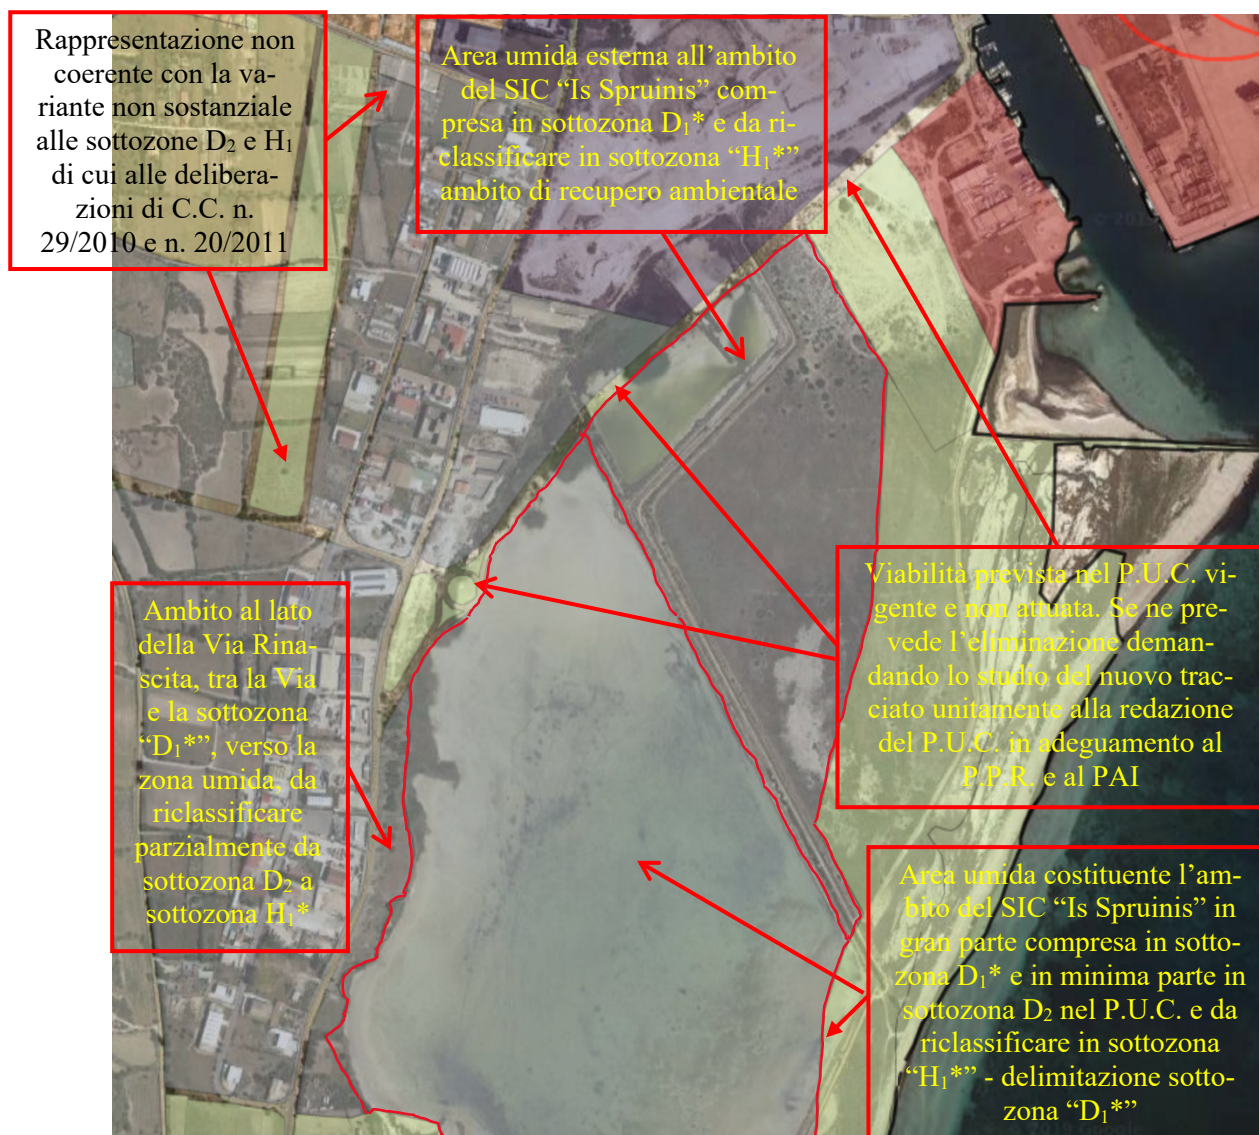 Rappresentazione non
coerente con la va-
riante non sostanziale
alle sottozone D₂ e H₁
di cui alle delibera-
zioni di C.C. n.
29/2010 e n. 20/2011
Area umida esterna all’ambito
del SIC “Is Spruinis” com-
presa in sottozona D₁* e da ri-
classificare in sottozona “H₁*”
ambito di recupero ambientale
Viabilità prevista nel P.U.C. vi-
gente e non attuata. Se ne pre-
vede l’eliminazione deman-
dando lo studio del nuovo trac-
ciato unitamente alla redazione
del P.U.C. in adeguamento al
P.P.R. e al PAI
Ambito al lato
della Via Rina-
scita, tra la Via
e la sottozona
“D₁*”, verso la
zona umida, da
riclassificare
parzialmente da
sottozona D₂ a
sottozona H₁*
Area umida costituente l’am-
bito del SIC “Is Spruinis” in
gran parte compresa in sotto-
zona D₁* e in minima parte in
sottozona D₂ nel P.U.C. e da
riclassificare in sottozona
“H₁*” - delimitazione sotto-
zona “D₁*”